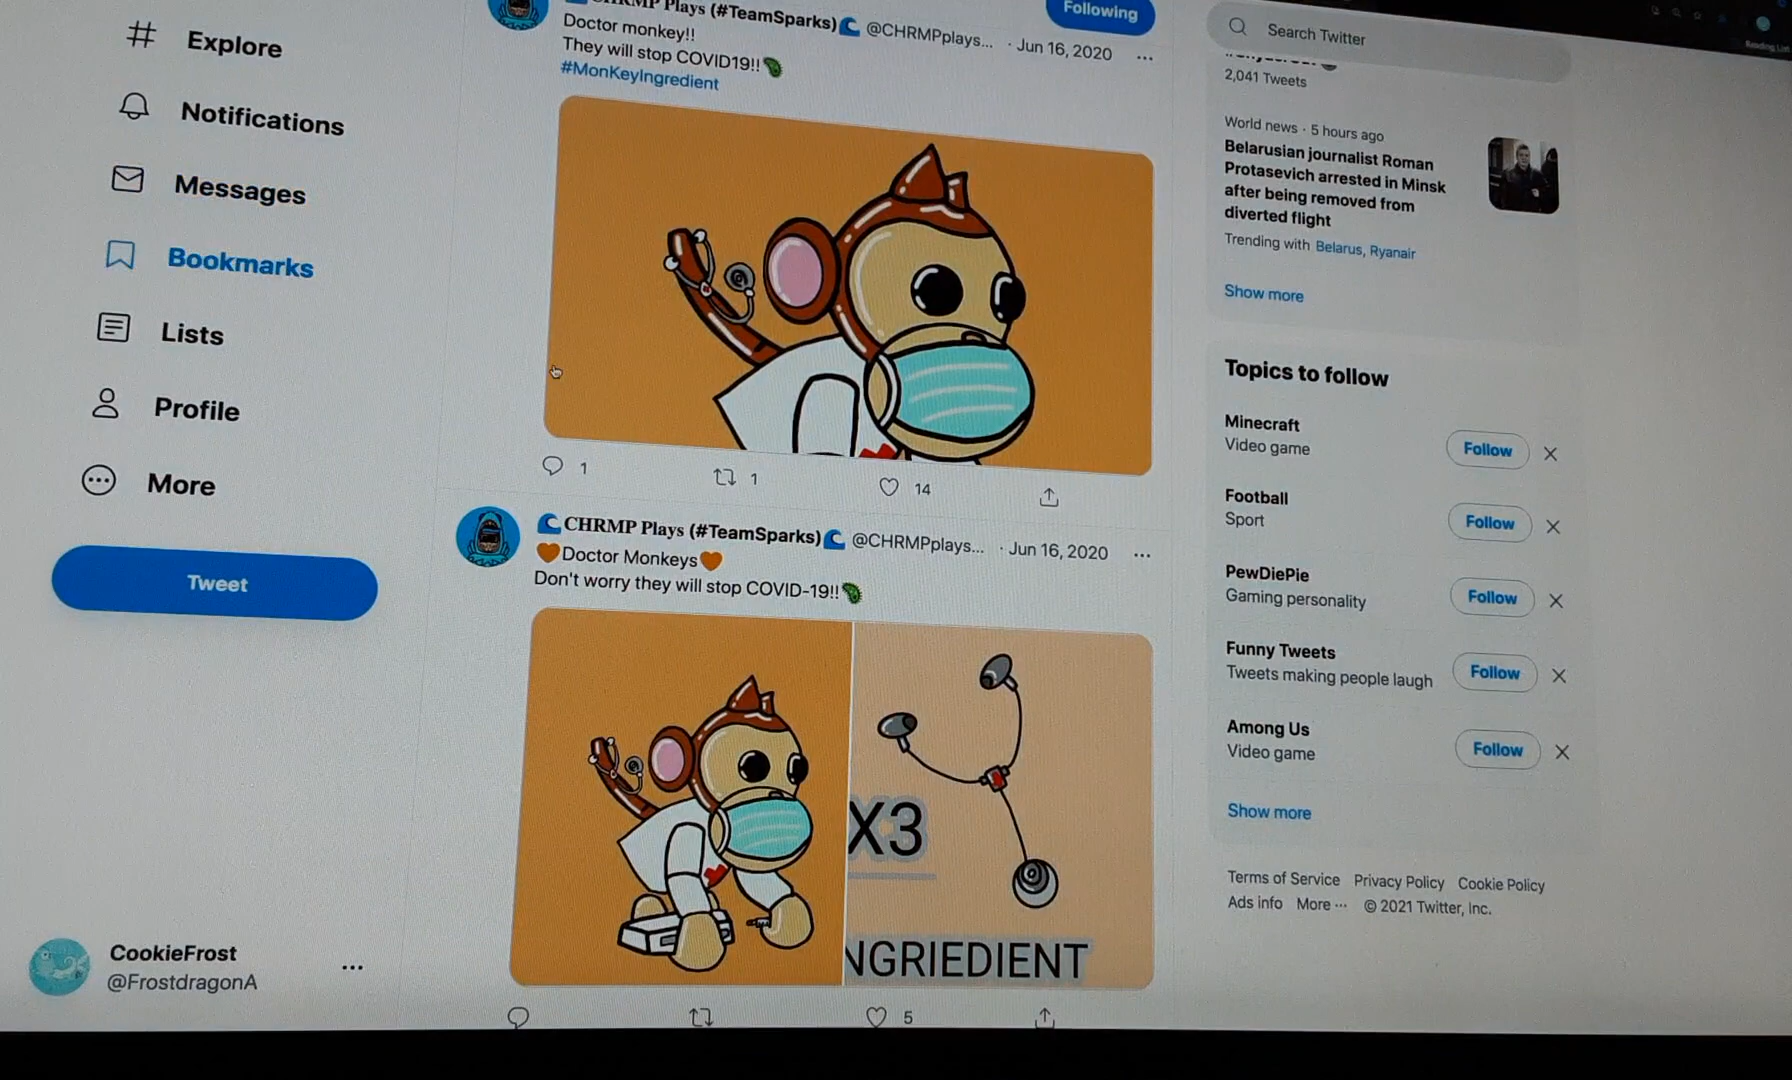 Explore
Notifications
Messages
Bookmarks
Lists
Profile
More
Tweet
CookieFrost
@FrostdragonA
Plays (#TeamSparks) @CHRMPplays... · Jun 16, 2020 ...
Following
Doctor monkey!!
They will stop COVID19!!
#MonKeyIngredient
1
1
14
CHRMP Plays (#TeamSparks) @CHRMPplays... · Jun 16, 2020 ...
Doctor Monkeys
Don't worry they will stop COVID-19!!
X3
NGRIEDIENT
5
Search Twitter
2,041 Tweets
World news · 5 hours ago
Belarusian journalist Roman
Protasevich arrested in Minsk
after being removed from
diverted flight
Trending with Belarus, Ryanair
Show more
Topics to follow
Minecraft
Video game
Follow
Football
Sport
Follow
PewDiePie
Gaming personality
Follow
Funny Tweets
Tweets making people laugh
Follow
Among Us
Video game
Follow
Show more
Terms of Service Privacy Policy Cookie Policy
Ads info More ··· © 2021 Twitter, Inc.
Reading List